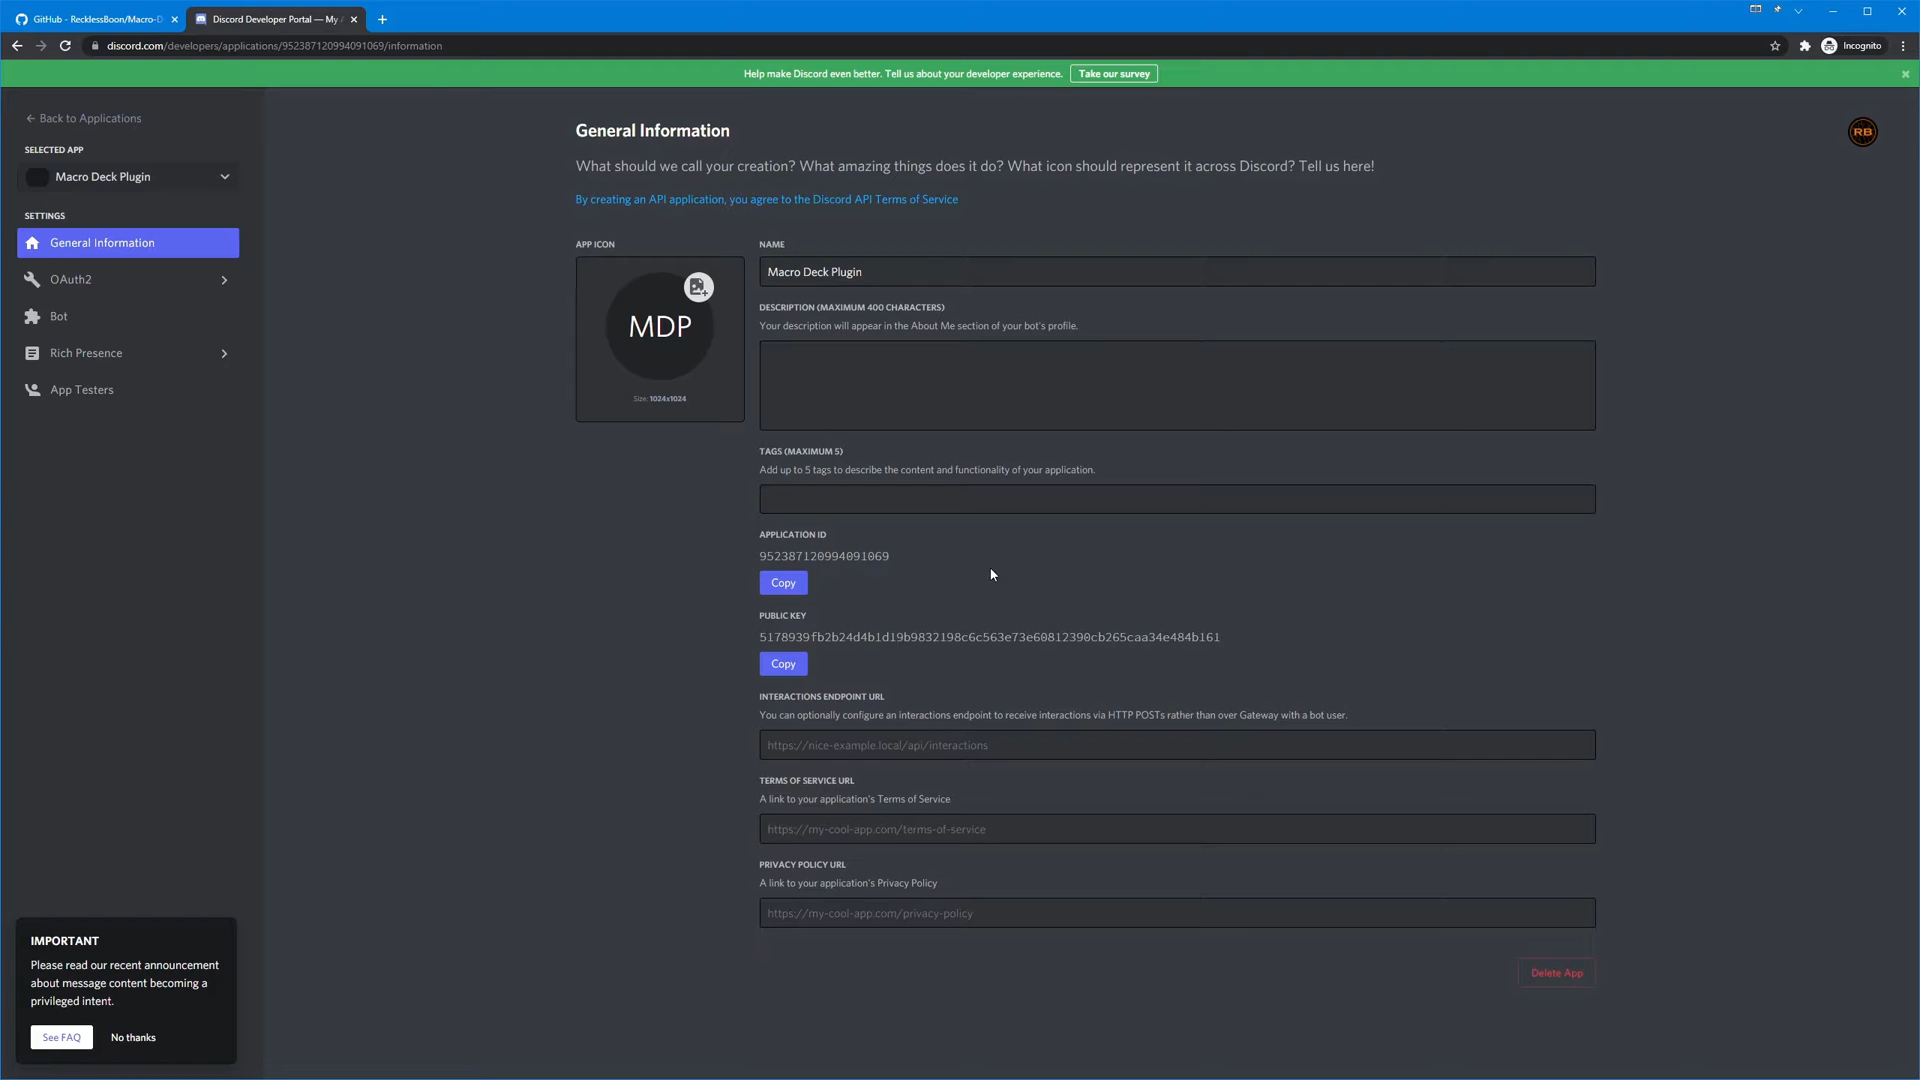 GitHub - RecklessBoon/Macro-D
Discord Developer Portal — My A
discord.com/developers/applications/952387120994091069/information
Incognito
Help make Discord even better. Tell us about your developer experience.
Take our survey
Back to Applications
SELECTED APP
Macro Deck Plugin
SETTINGS
General Information
OAuth2
Bot
Rich Presence
App Testers
General Information
What should we call your creation? What amazing things does it do? What icon should represent it across Discord? Tell us here!
By creating an API application, you agree to the Discord API Terms of Service
RB
APP ICON
MDP
Size: 1024x1024
NAME
Macro Deck Plugin
DESCRIPTION (MAXIMUM 400 CHARACTERS)
Your description will appear in the About Me section of your bot's profile.
TAGS (MAXIMUM 5)
Add up to 5 tags to describe the content and functionality of your application.
APPLICATION ID
952387120994091069
Copy
PUBLIC KEY
5178939fb2b24d4b1d19b9832198c6c563e73e60812390cb265caa34e484b161
Copy
INTERACTIONS ENDPOINT URL
You can optionally configure an interactions endpoint to receive interactions via HTTP POSTs rather than over Gateway with a bot user.
https://nice-example.local/api/interactions
TERMS OF SERVICE URL
A link to your application's Terms of Service
https://my-cool-app.com/terms-of-service
PRIVACY POLICY URL
A link to your application's Privacy Policy
https://my-cool-app.com/privacy-policy
Delete App
IMPORTANT
Please read our recent announcement
about message content becoming a
privileged intent.
See FAQ
No thanks